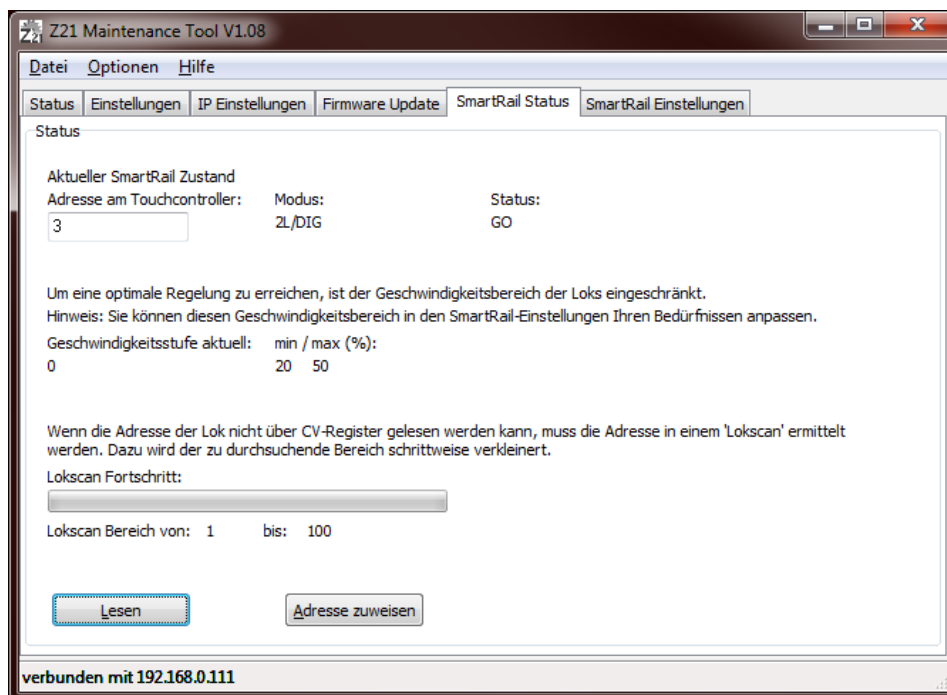 Z21 Maintenance Tool V1.08
Datei Optionen Hilfe
Status Einstellungen IP Einstellungen Firmware Update SmartRail Status SmartRail Einstellungen
Status
Aktueller SmartRail Zustand
Adresse am Touchcontroller: Modus: Status:
3 2L/DIG GO
Um eine optimale Regelung zu erreichen, ist der Geschwindigkeitsbereich der Loks eingeschränkt.
Hinweis: Sie können diesen Geschwindigkeitsbereich in den SmartRail-Einstellungen Ihren Bedürfnissen anpassen.
Geschwindigkeitsstufe aktuell: min / max (%):
0 20 50
Wenn die Adresse der Lok nicht über CV-Register gelesen werden kann, muss die Adresse in einem 'Lokscan' ermittelt
werden. Dazu wird der zu durchsuchende Bereich schrittweise verkleinert.
Lokscan Fortschritt:
Lokscan Bereich von: 1 bis: 100
Lesen Adresse zuweisen
verbunden mit 192.168.0.111